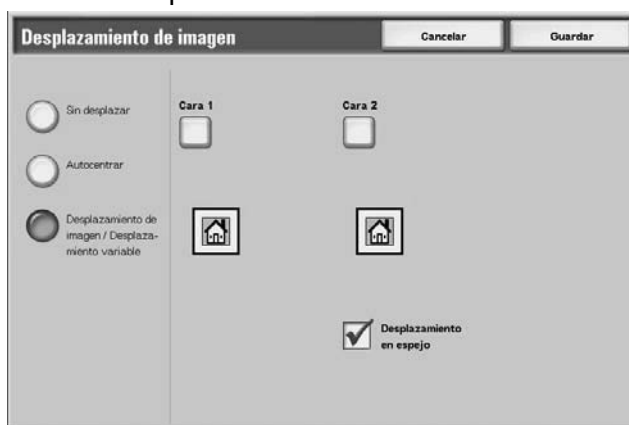 Desplazamiento de imagen
Cancelar
Guardar
Sin desplazar
Cara 1
Cara 2
Autocentrar
Desplazamiento de
imagen / Desplaza-
miento variable
Desplazamiento
en espejo